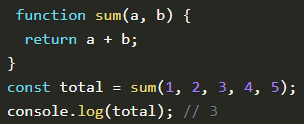 function sum(a, b) {
return a + b;
}
const total = sum(1, 2, 3, 4, 5);
console.log(total); // 3